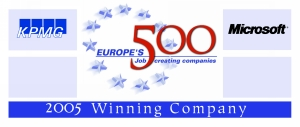 KPMG
EUROPE'S 500
Job creating companies
Microsoft
2005 Winning Company